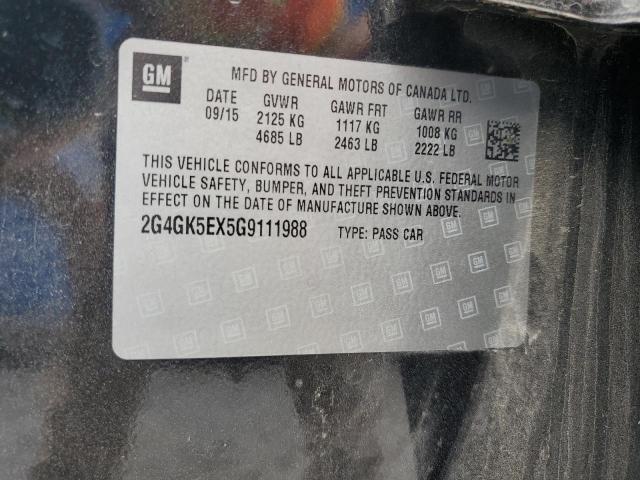 GM
MFD BY GENERAL MOTORS OF CANADA LTD.
DATE GVWR GAWR FRT GAWR RR
09/15 2125 KG 1117 KG 1008 KG
4685 LB 2463 LB 2222 LB
THIS VEHICLE CONFORMS TO ALL APPLICABLE U.S. FEDERAL MOTOR
VEHICLE SAFETY, BUMPER, AND THEFT PREVENTION STANDARDS IN
EFFECT ON THE DATE OF MANUFACTURE SHOWN ABOVE.
2G4GK5EX5G9111988 TYPE: PASS CAR